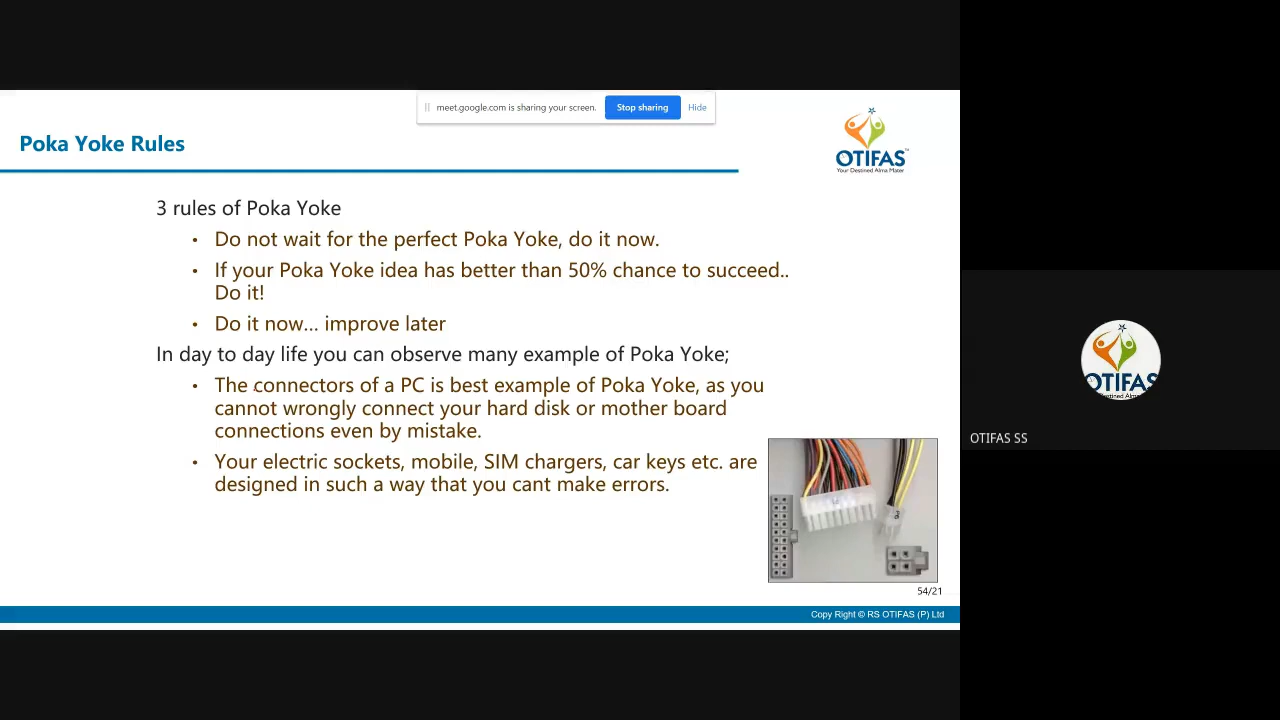 meet.google.com is sharing your screen.
Stop sharing
Hide
Poka Yoke Rules
OTIFAS
Your Destined Alma Mater
3 rules of Poka Yoke
• Do not wait for the perfect Poka Yoke, do it now.
• If your Poka Yoke idea has better than 50% chance to succeed..
Do it!
• Do it now... improve later
In day to day life you can observe many example of Poka Yoke;
• The connectors of a PC is best example of Poka Yoke, as you
cannot wrongly connect your hard disk or mother board
connections even by mistake.
• Your electric sockets, mobile, SIM chargers, car keys etc. are
designed in such a way that you cant make errors.
54/21
Copy Right © RS OTIFAS (P) Ltd
OTIFAS
Destined Alma
OTIFAS SS